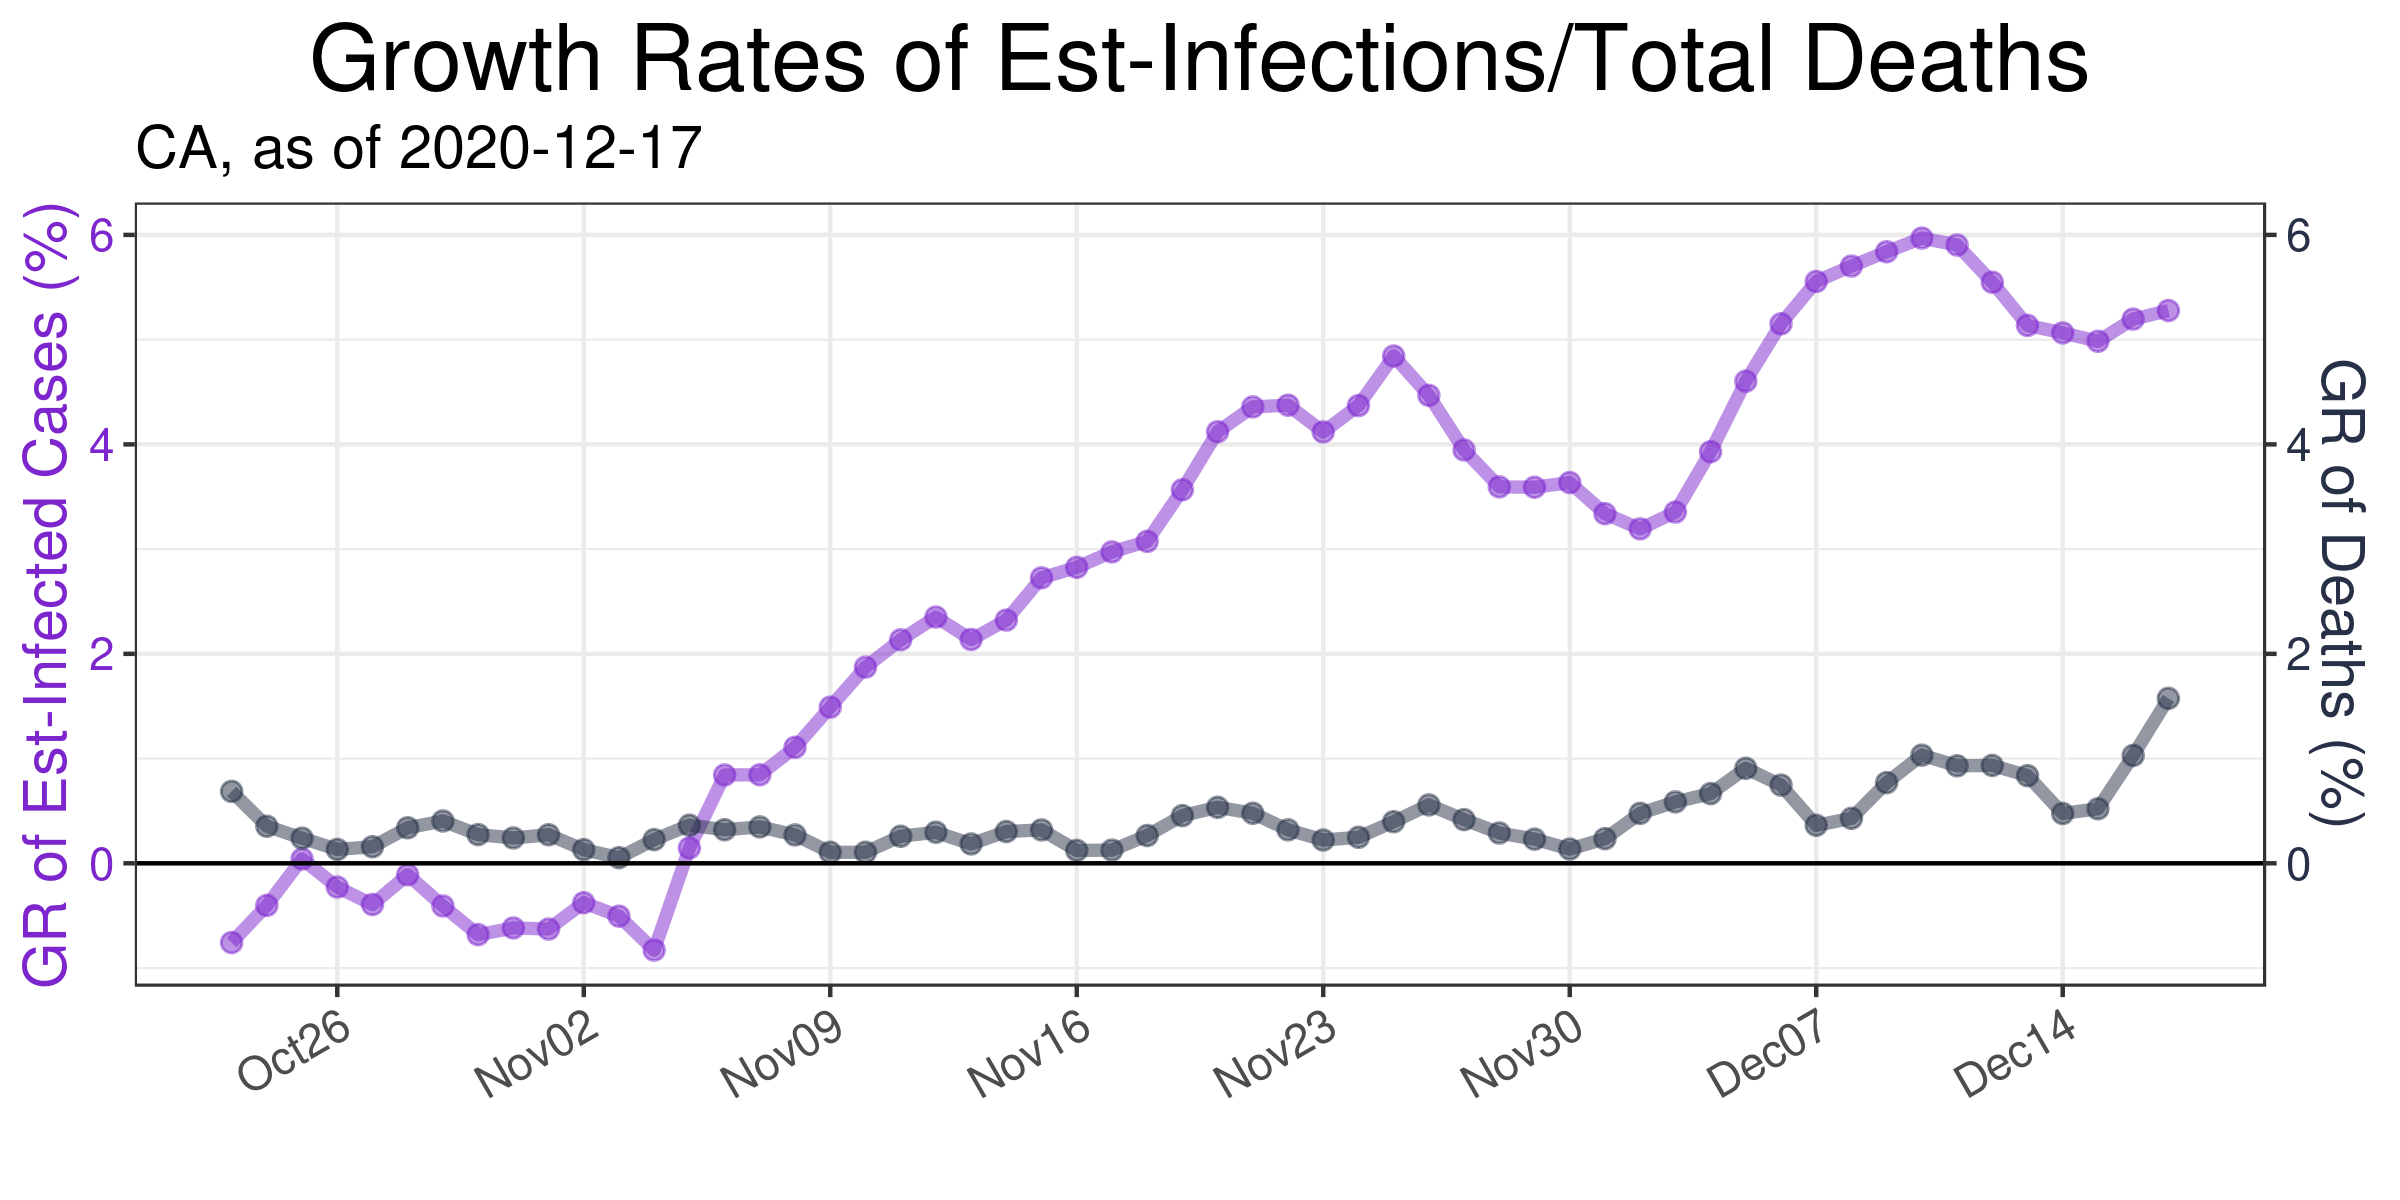 Growth Rates of Est-Infections/Total Deaths
CA, as of 2020-12-17
GR of Est-Infected Cases (%)
6
4
2
0
6
4
2
0
GR of Deaths (%)
Oct26
Nov02
Nov09
Nov16
Nov23
Nov30
Dec07
Dec14